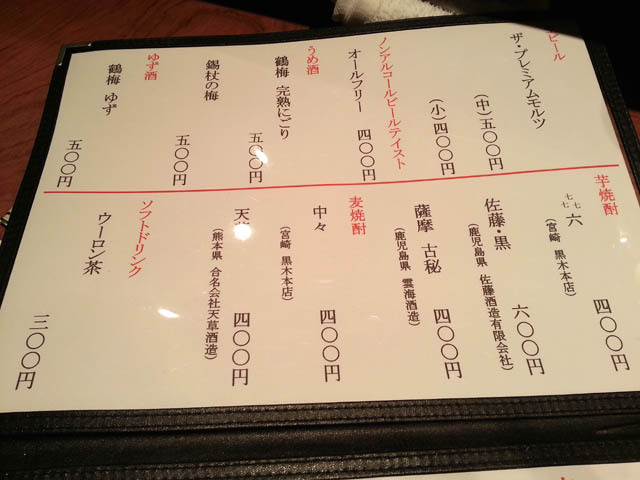 ビール
ザ・プレミアムモルツ
(中)五〇〇円
(小)四〇〇円
ノンアルコールビールテイスト
オールフリー 四〇〇円
うめ酒
鶴梅 完熟にごり 五〇〇円
錫杖の梅 五〇〇円
ゆず酒
鶴梅 ゆず 五〇〇円
芋焼酎
七七 六
(宮崎 黒木本店) 四〇〇円
佐藤・黒 六〇〇円
(鹿児島県 佐藤酒造有限会社)
薩摩 古秘 四〇〇円
(鹿児島県 雲海酒造)
麦焼酎
中々 四〇〇円
(宮崎 黒木本店)
天 四〇〇円
(熊本県 合名会社天草酒造)
ソフトドリンク
ウーロン茶 三〇〇円